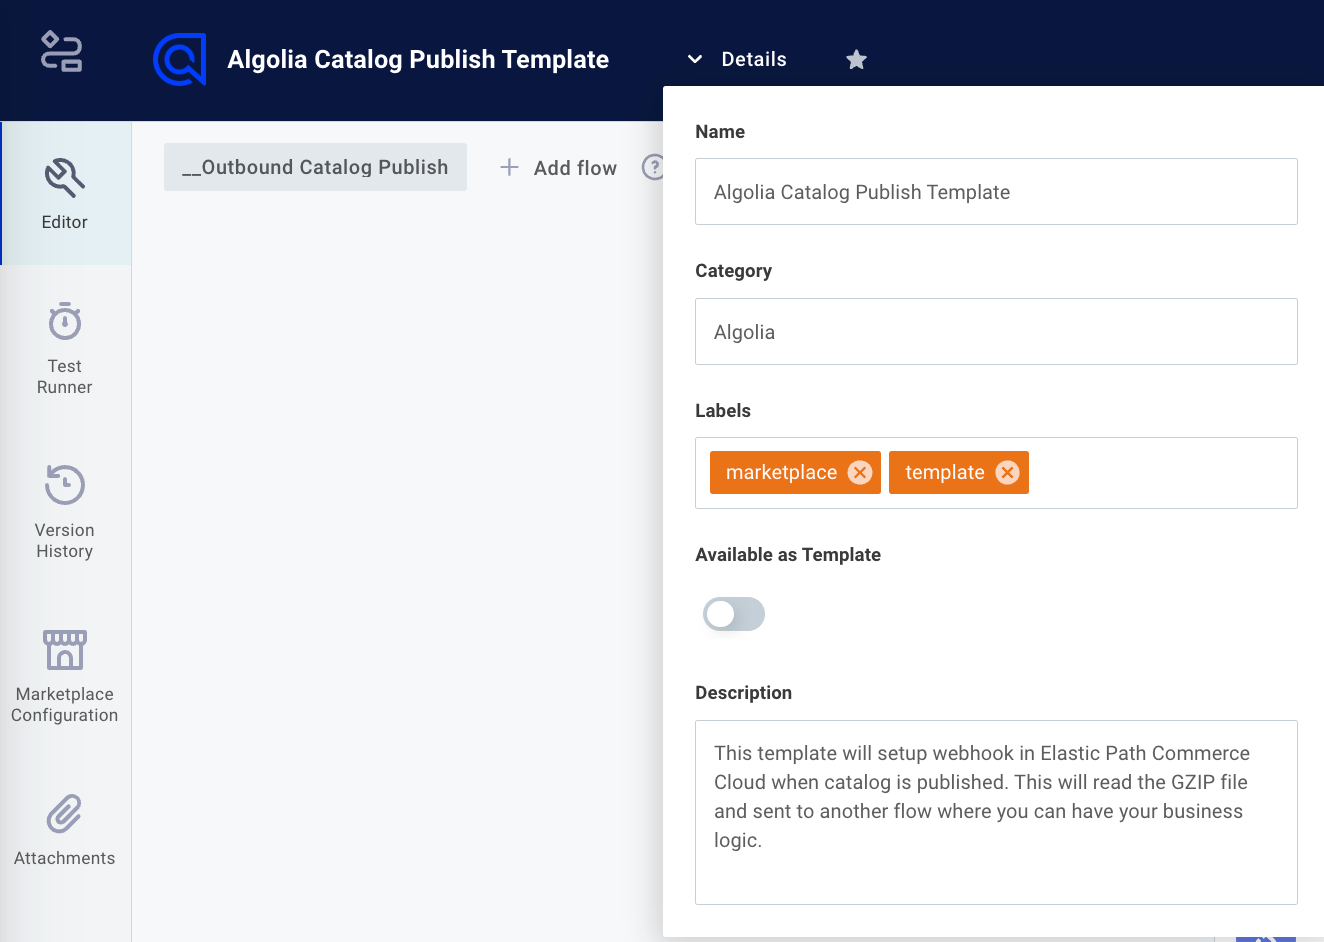 Algolia Catalog Publish Template
Details
__Outbound Catalog Publish
Add flow
?
Editor
Test
Runner
Version
History
Marketplace
Configuration
Attachments
Name
Algolia Catalog Publish Template
Category
Algolia
Labels
marketplace
template
Available as Template
Description
This template will setup webhook in Elastic Path Commerce
Cloud when catalog is published. This will read the GZIP file
and sent to another flow where you can have your business
logic.